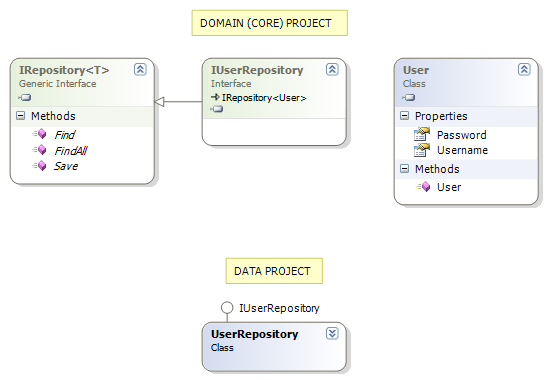 DOMAIN (CORE) PROJECT
IRepository<T>
Generic Interface
Methods
Find
FindAll
Save
IUserRepository
Interface
IRepository<User>
User
Class
Properties
Password
Username
Methods
User
DATA PROJECT
IUserRepository
UserRepository
Class